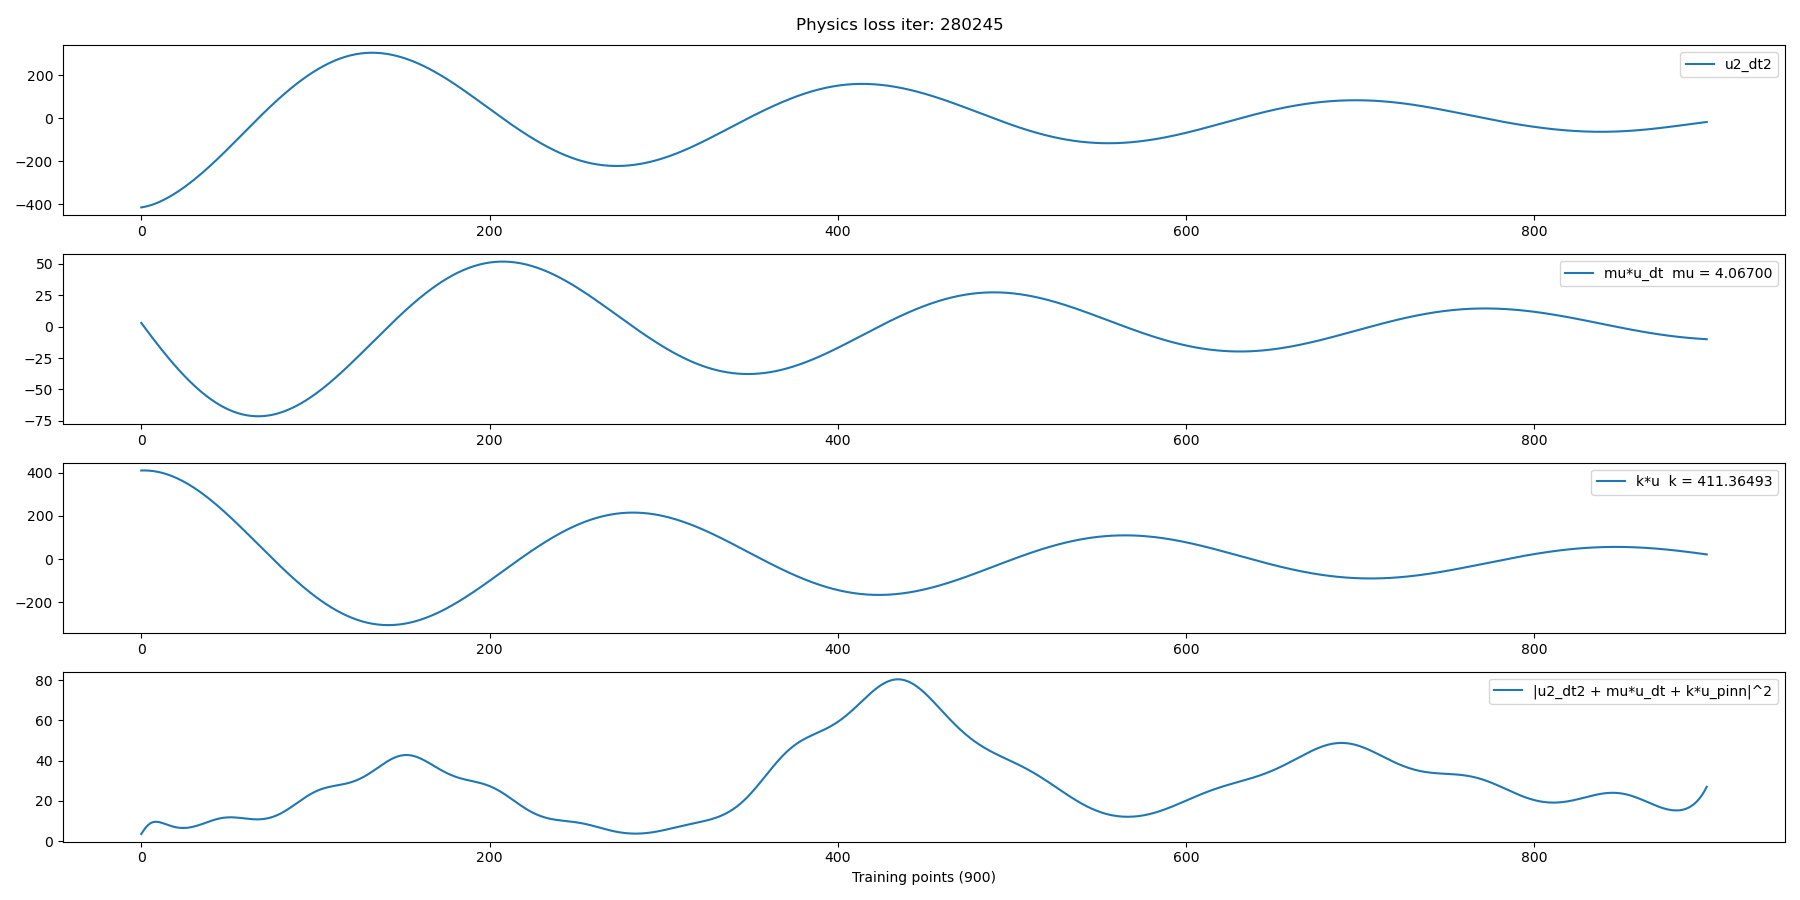 Physics loss iter: 280245
u2_dt2
200
0
−200
−400
0 200 400 600 800
mu*u_dt  mu = 4.06700
50
25
0
−25
−50
−75
0 200 400 600 800
k*u  k = 411.36493
400
200
0
−200
0 200 400 600 800
|u2_dt2 + mu*u_dt + k*u_pinn|^2
80
60
40
20
0
0 200 400 600 800
Training points (900)